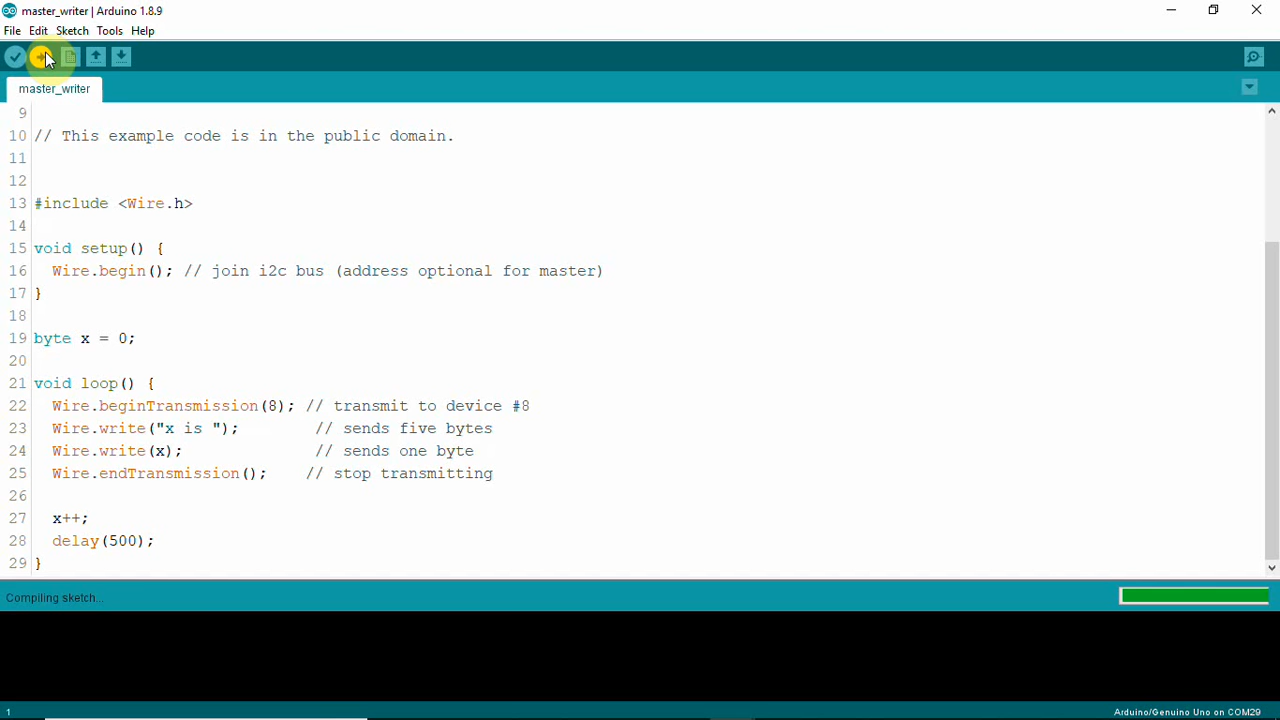 master_writer | Arduino 1.8.9
File Edit Sketch Tools Help
master_writer
9
10 // This example code is in the public domain.
11
12
13 #include <Wire.h>
14
15 void setup() {
16   Wire.begin(); // join i2c bus (address optional for master)
17 }
18
19 byte x = 0;
20
21 void loop() {
22   Wire.beginTransmission(8); // transmit to device #8
23   Wire.write("x is ");        // sends five bytes
24   Wire.write(x);              // sends one byte
25   Wire.endTransmission();    // stop transmitting
26
27   x++;
28   delay(500);
29 }
Compiling sketch...
1 Arduino/Genuino Uno on COM29